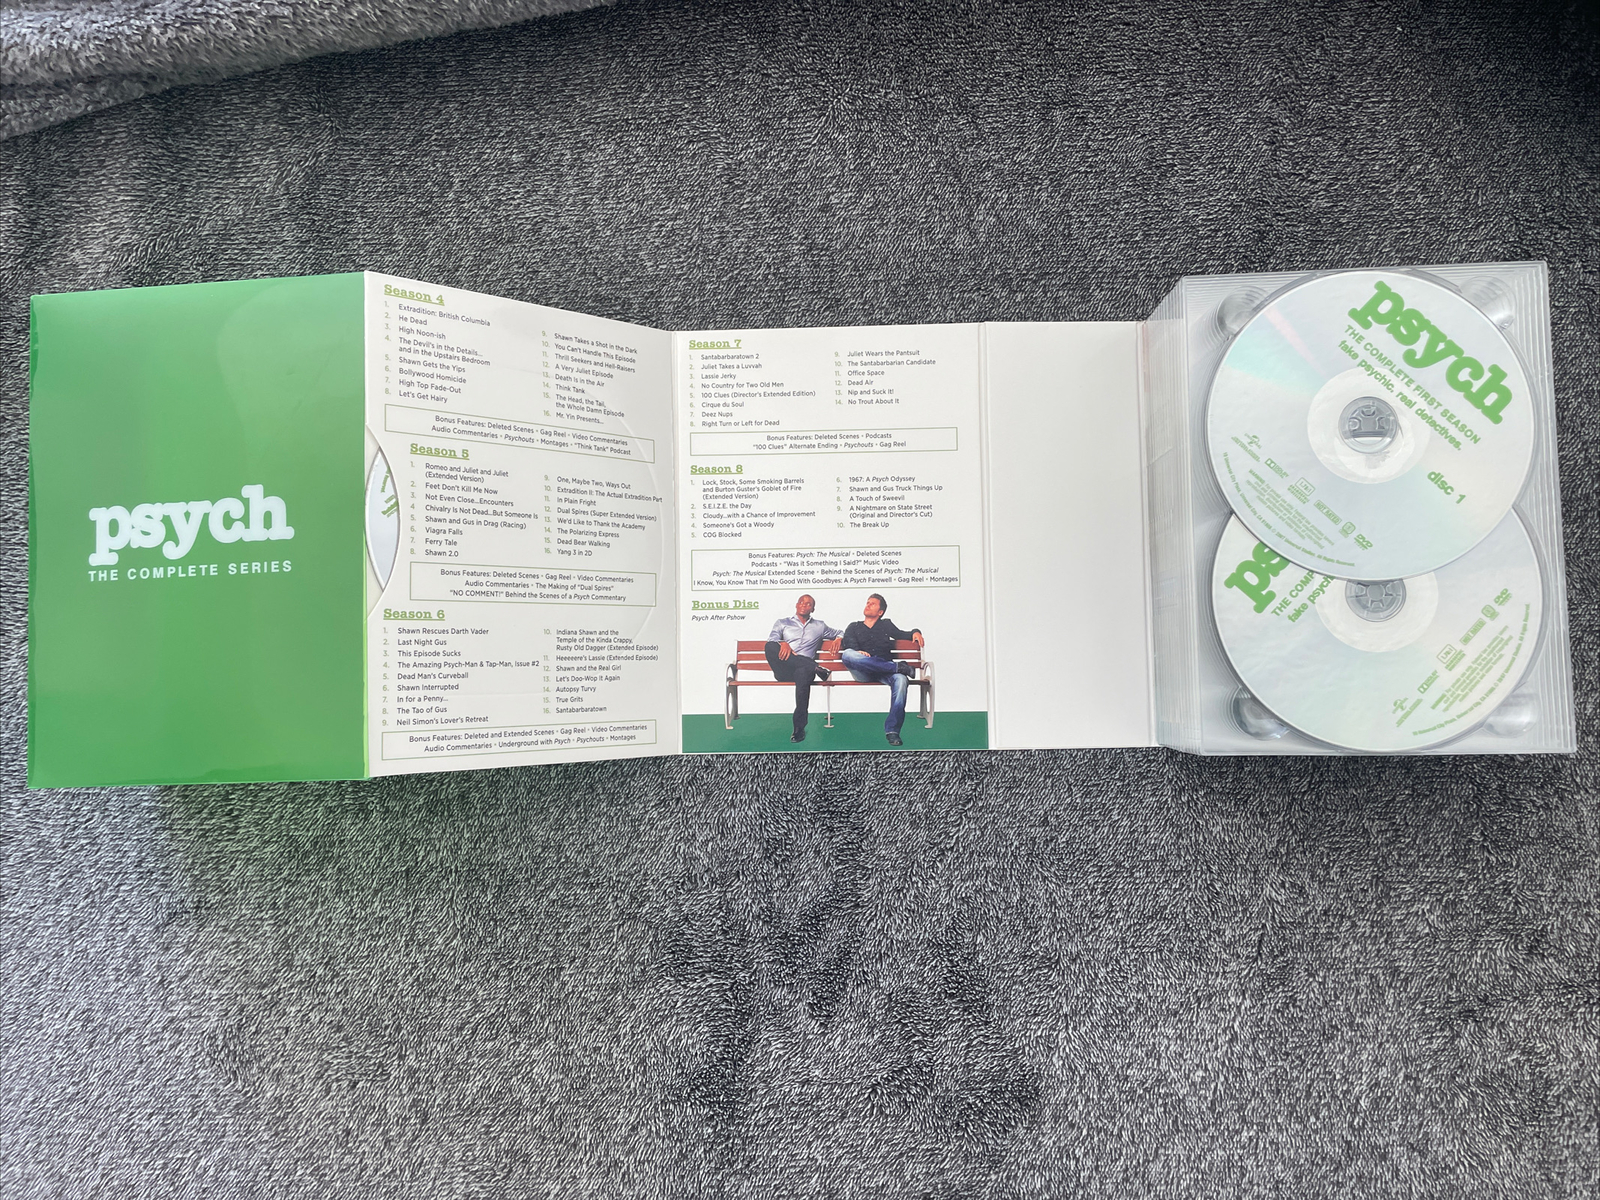 psych
THE COMPLETE SERIES
Season 4
1. Extradition: British Columbia
2. He Dead
3. High Noon-ish
4. The Devil's in the Details...
and in the Upstairs Bedroom
5. Shawn Gets the Yips
6. Bollywood Homicide
7. High Top Fade-Out
8. Let's Get Hairy
9. Shawn Takes a Shot in the Dark
10. You Can't Handle This Episode
11. Thrill Seekers and Hell-Raisers
12. A Very Juliet Episode
13. Death Is in the Air
14. Think Tank
15. The Head, the Tail,
the Whole Damn Episode
16. Mr. Yin Presents...
Bonus Features: Deleted Scenes • Gag Reel • Video Commentaries
Audio Commentaries • Psychouts • Montages • "Think Tank" Podcast
Season 5
1. Romeo and Juliet and Juliet
(Extended Version)
2. Feet Don't Kill Me Now
3. Not Even Close...Encounters
4. Chivalry Is Not Dead...But Someone Is
5. Shawn and Gus in Drag (Racing)
6. Viagra Falls
7. Ferry Tale
8. Shawn 2.0
9. One, Maybe Two, Ways Out
10. Extradition II: The Actual Extradition Part
11. In Plain Fright
12. Dual Spires (Super Extended Version)
13. We'd Like to Thank the Academy
14. The Polarizing Express
15. Dead Bear Walking
16. Yang 3 in 2D
Bonus Features: Deleted Scenes • Gag Reel • Video Commentaries
Audio Commentaries • The Making of "Dual Spires"
"NO COMMENT!" Behind the Scenes of a Psych Commentary
Season 6
1. Shawn Rescues Darth Vader
2. Last Night Gus
3. This Episode Sucks
4. The Amazing Psych-Man & Tap-Man, Issue #2
5. Dead Man's Curveball
6. Shawn Interrupted
7. In for a Penny...
8. The Tao of Gus
9. Neil Simon's Lover's Retreat
10. Indiana Shawn and the
Temple of the Kinda Crappy,
Rusty Old Dagger (Extended Episode)
11. Heeeeere's Lassie (Extended Episode)
12. Shawn and the Real Girl
13. Let's Doo-Wop It Again
14. Autopsy Turvy
15. True Grits
16. Santabarbaratown
Bonus Features: Deleted and Extended Scenes • Gag Reel • Video Commentaries
Audio Commentaries • Underground with Psych • Psychouts • Montages
Season 7
1. Santabarbaratown 2
2. Juliet Takes a Luvvah
3. Lassie Jerky
4. No Country for Two Old Men
5. 100 Clues (Director's Extended Edition)
6. Cirque du Soul
7. Deez Nups
8. Right Turn or Left for Dead
9. Juliet Wears the Pantsuit
10. The Santabarbarian Candidate
11. Office Space
12. Dead Air
13. Nip and Suck It!
14. No Trout About It
Bonus Features: Deleted Scenes • Podcasts
"100 Clues" Alternate Ending • Psychouts • Gag Reel
Season 8
1. Lock, Stock, Some Smoking Barrels
and Burton Guster's Goblet of Fire
(Extended Version)
2. S.E.I.Z.E. the Day
3. Cloudy...with a Chance of Improvement
4. Someone's Got a Woody
5. COG Blocked
6. 1967: A Psych Odyssey
7. Shawn and Gus Truck Things Up
8. A Touch of Sweevil
9. A Nightmare on State Street
(Original and Director's Cut)
10. The Break Up
Bonus Features: Psych: The Musical • Deleted Scenes
Podcasts • "Was it Something I Said?" Music Video
Psych: The Musical Extended Scene • Behind the Scenes of Psych: The Musical
I Know, You Know That I'm No Good With Goodbyes: A Psych Farewell • Gag Reel • Montages
Bonus Disc
Psych After Pshow
psych
THE COMPLETE FIRST SEASON
fake psychic. real detectives.
disc 1
DVD
ps
THE COMP
fake psychic
DVD